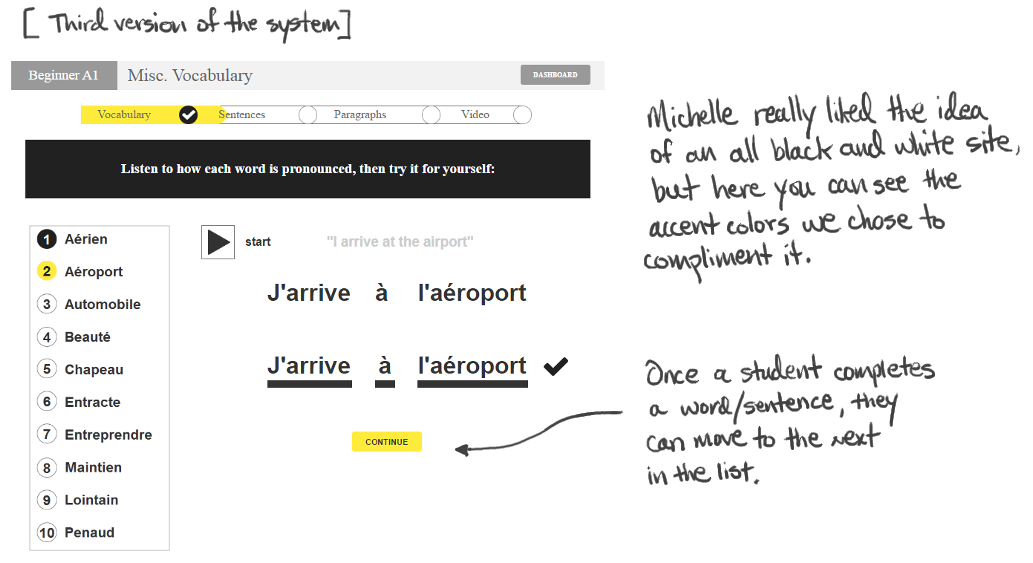 [ Third version of the system]
Beginner A1
Misc. Vocabulary
DASHBOARD
Vocabulary
Sentences
Paragraphs
Video
Listen to how each word is pronounced, then try it for yourself:
1 Aérien
2 Aéroport
3 Automobile
4 Beauté
5 Chapeau
6 Entracte
7 Entreprendre
8 Maintien
9 Lointain
10 Penaud
start
"I arrive at the airport"
J'arrive à l'aéroport
J'arrive à l'aéroport
CONTINUE
Michelle really liked the idea
of an all black and white site,
but here you can see the
accent colors we chose to
compliment it.
Once a student completes
a word/sentence, they
can move to the next
in the list.